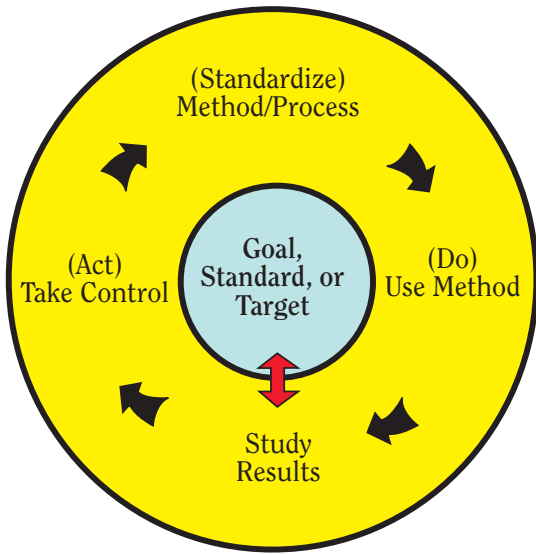 (Standardize)
Method/Process
(Do)
Use Method
Study
Results
(Act)
Take Control
Goal,
Standard, or
Target